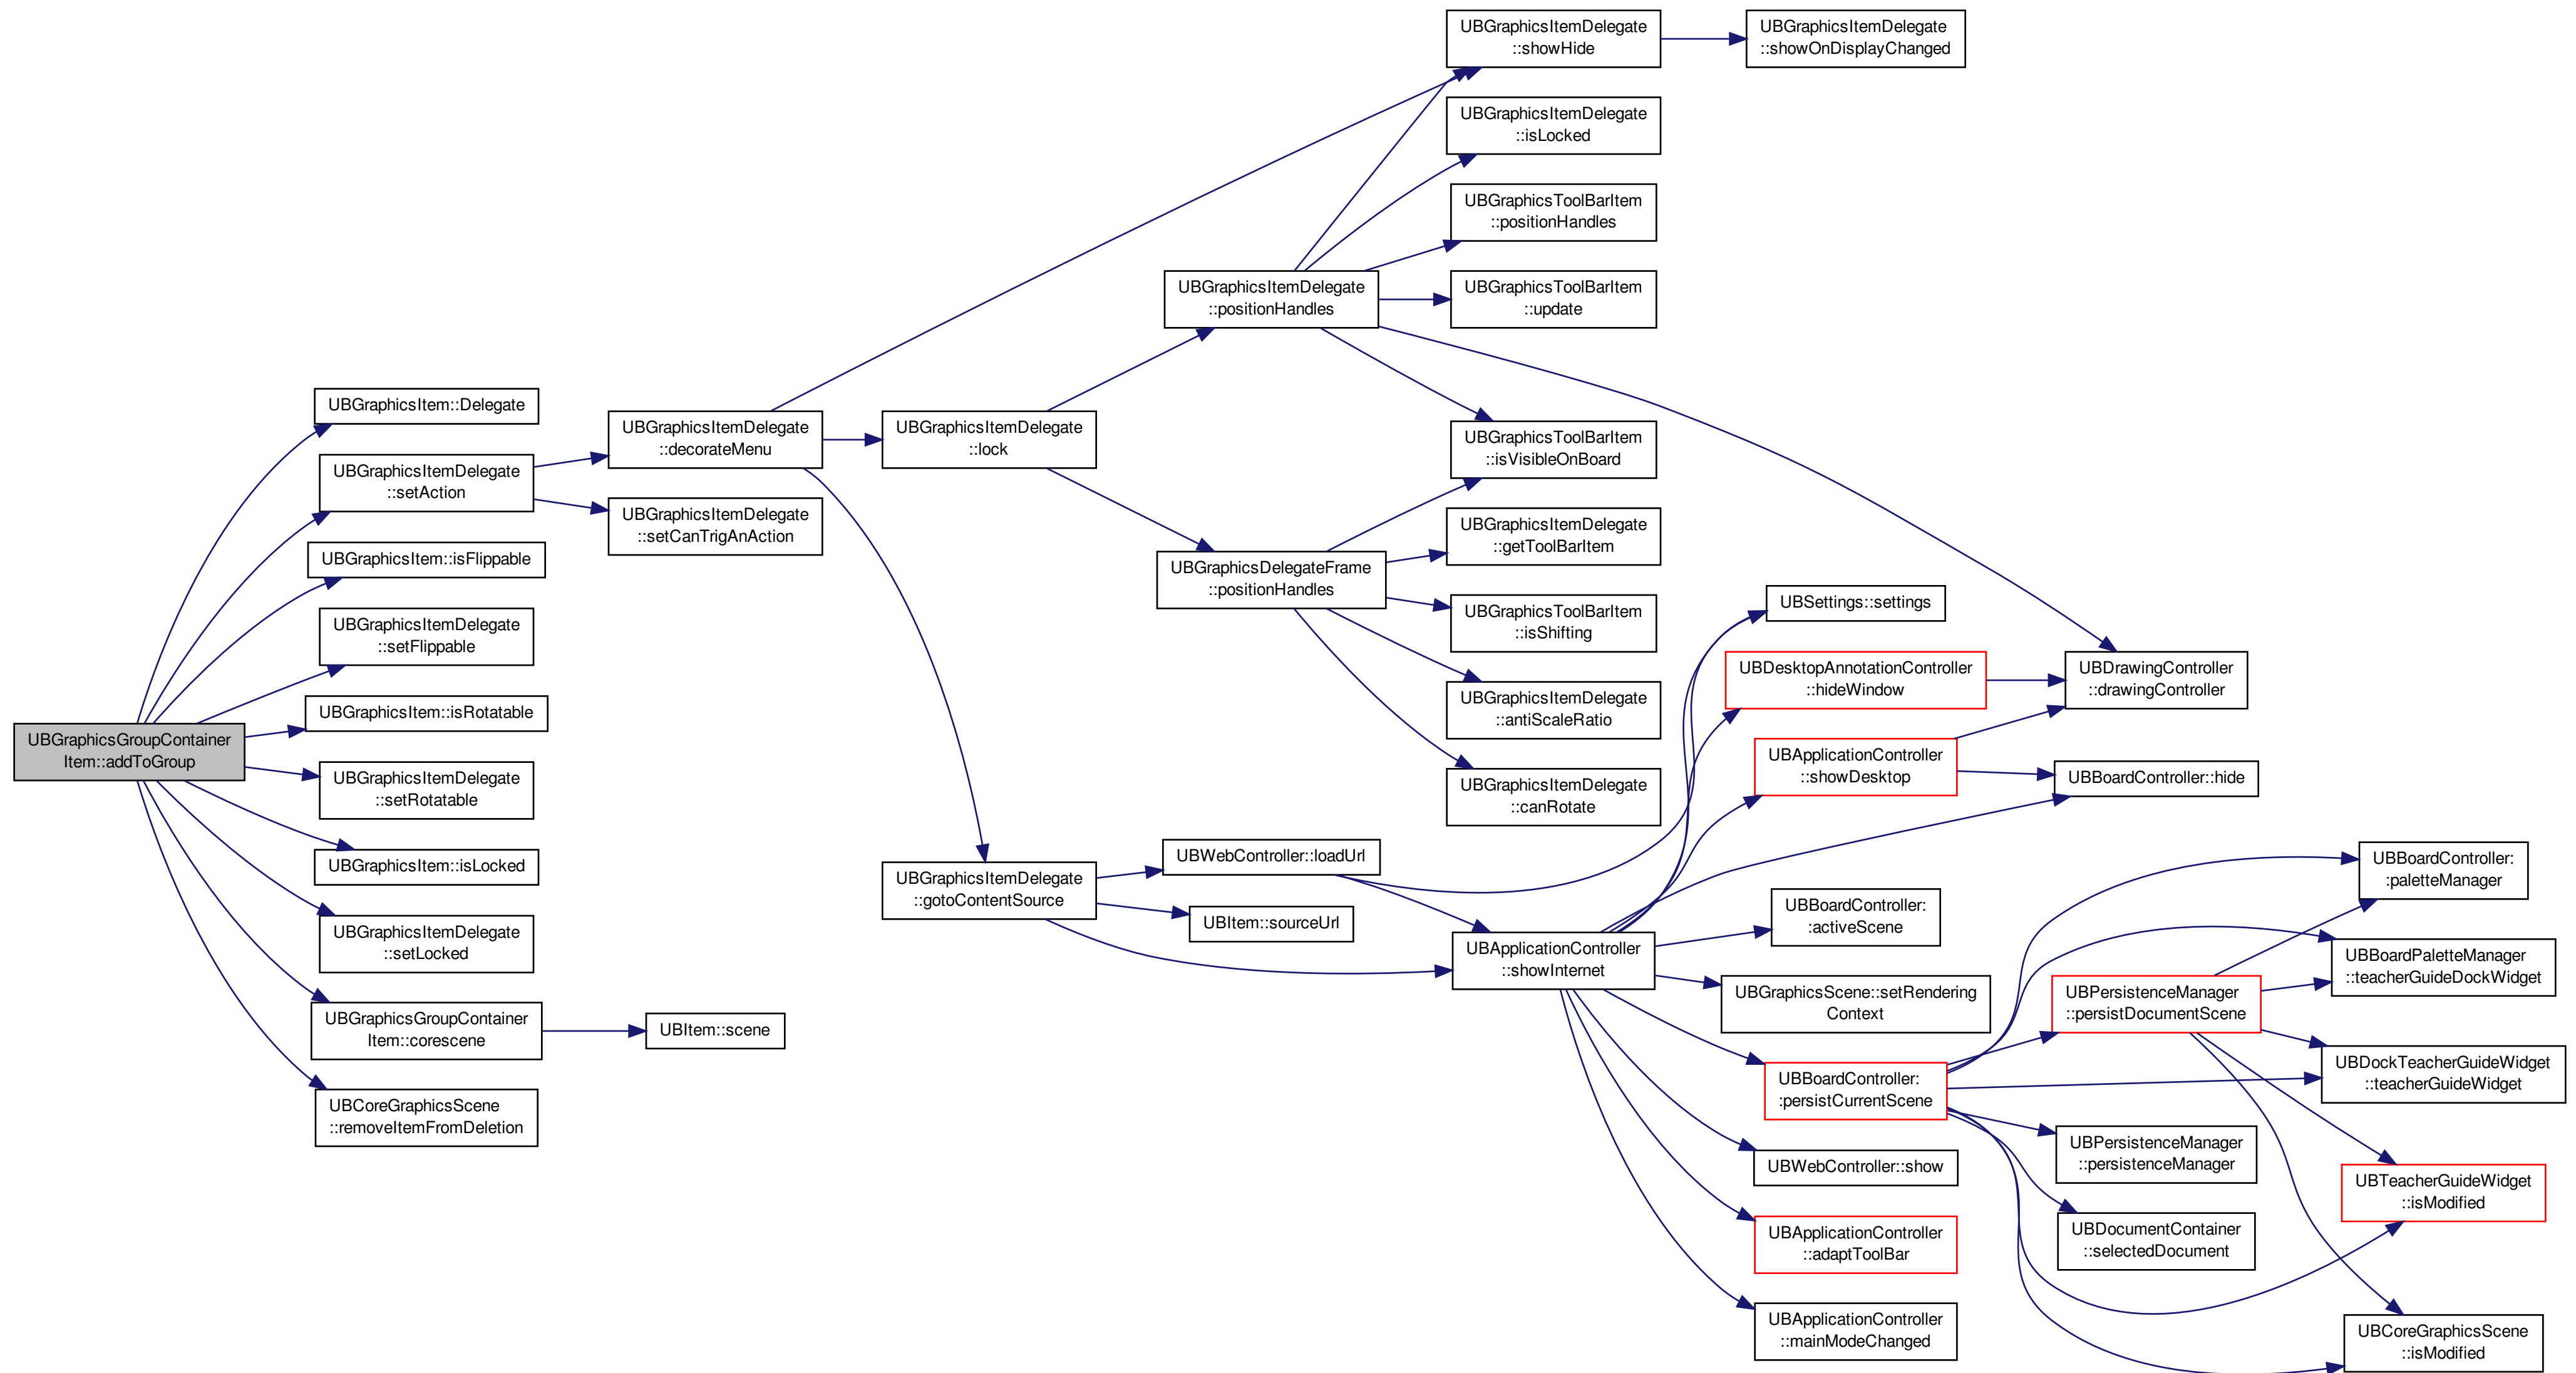 UBGraphicsGroupContainer
Item::addToGroup
UBGraphicsItem::Delegate
UBGraphicsItemDelegate
::setAction
UBGraphicsItem::isFlippable
UBGraphicsItemDelegate
::setFlippable
UBGraphicsItem::isRotatable
UBGraphicsItemDelegate
::setRotatable
UBGraphicsItem::isLocked
UBGraphicsItemDelegate
::setLocked
UBGraphicsGroupContainer
Item::corescene
UBCoreGraphicsScene
::removeItemFromDeletion
UBGraphicsItemDelegate
::decorateMenu
UBGraphicsItemDelegate
::setCanTrigAnAction
UBItem::scene
UBGraphicsItemDelegate
::lock
UBGraphicsItemDelegate
::gotoContentSource
UBGraphicsItemDelegate
::positionHandles
UBGraphicsDelegateFrame
::positionHandles
UBWebController::loadUrl
UBItem::sourceUrl
UBGraphicsItemDelegate
::showHide
UBGraphicsItemDelegate
::isLocked
UBGraphicsToolBarItem
::positionHandles
UBGraphicsToolBarItem
::update
UBGraphicsToolBarItem
::isVisibleOnBoard
UBGraphicsItemDelegate
::getToolBarItem
UBGraphicsToolBarItem
::isShifting
UBGraphicsItemDelegate
::antiScaleRatio
UBGraphicsItemDelegate
::canRotate
UBApplicationController
::showInternet
UBGraphicsItemDelegate
::showOnDisplayChanged
UBSettings::settings
UBDesktopAnnotationController
::hideWindow
UBApplicationController
::showDesktop
UBBoardController:
:activeScene
UBGraphicsScene::setRendering
Context
UBBoardController:
:persistCurrentScene
UBWebController::show
UBApplicationController
::adaptToolBar
UBApplicationController
::mainModeChanged
UBDrawingController
::drawingController
UBBoardController::hide
UBPersistenceManager
::persistDocumentScene
UBPersistenceManager
::persistenceManager
UBDocumentContainer
::selectedDocument
UBBoardController:
:paletteManager
UBBoardPaletteManager
::teacherGuideDockWidget
UBDockTeacherGuideWidget
::teacherGuideWidget
UBTeacherGuideWidget
::isModified
UBCoreGraphicsScene
::isModified